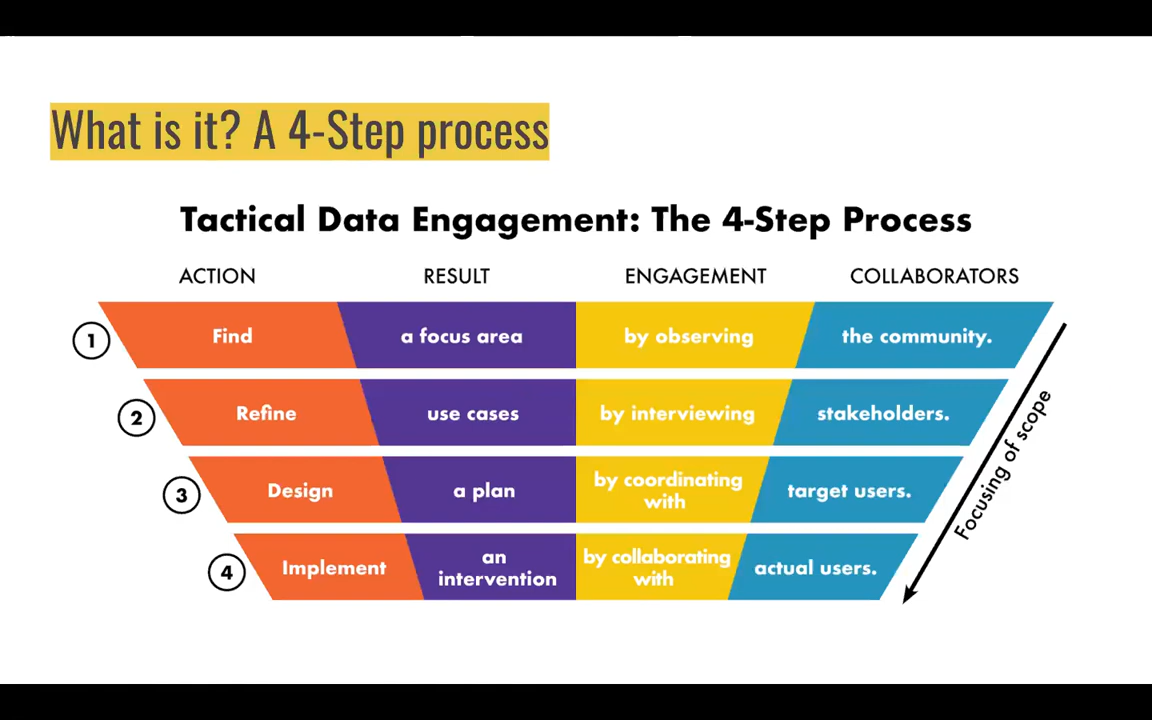 What is it? A 4-Step process
Tactical Data Engagement: The 4-Step Process
ACTION RESULT ENGAGEMENT COLLABORATORS
1 Find a focus area by observing the community.
2 Refine use cases by interviewing stakeholders.
3 Design a plan by coordinating with target users.
4 Implement an intervention by collaborating with actual users.
Focusing of scope